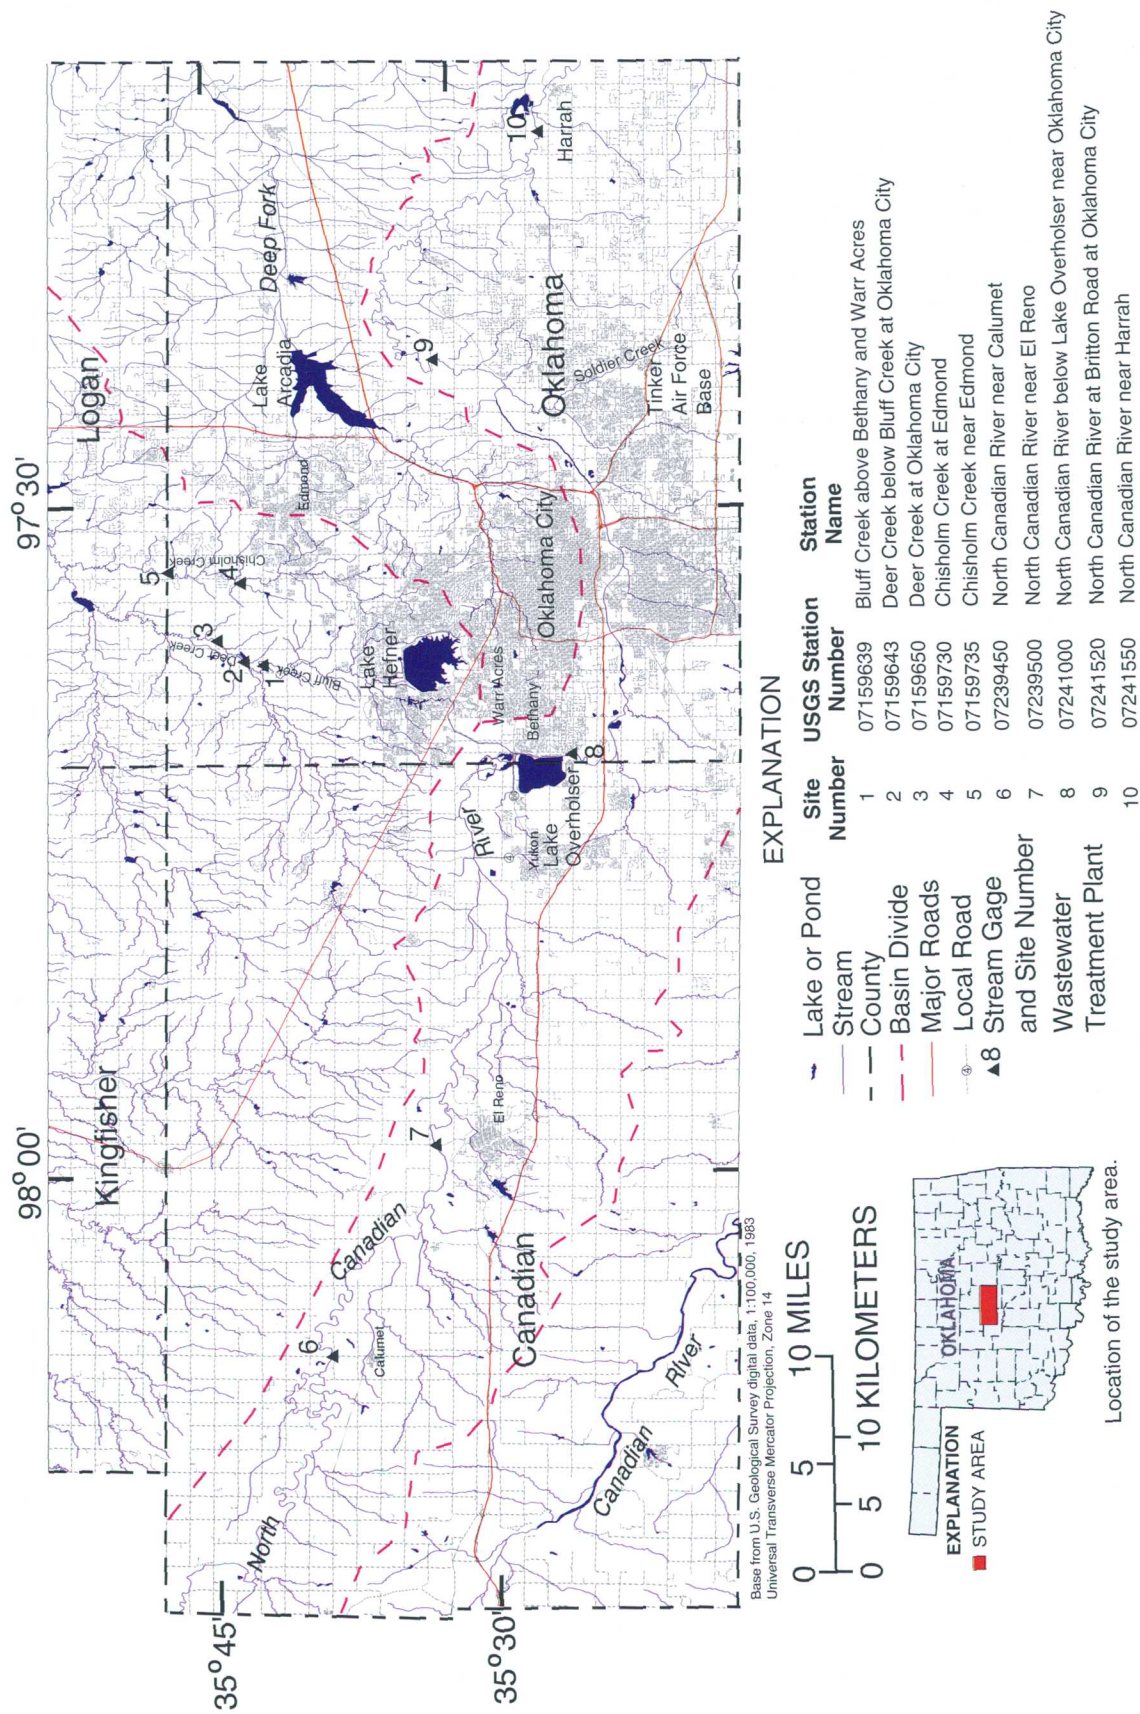 98° 00'
97° 30'
Kingfisher
Logan
35° 45'
35° 30'
North
Canadian
River
6
Calumet
7
El Reno
Canadian
Canadian
River
5
4
3
2
1
Chisholm Creek
Deer Creek
Bluff Creek
Edmond
Lake
Arcadia
Deep Fork
Lake
Hefner
Warr Acres
Bethany
Yukon
Lake
Overholser
8
Oklahoma City
9
10
Harrah
Oklahoma
Soldier Creek
Tinker
Air Force
Base
Base from U.S. Geological Survey digital data, 1:100,000, 1983
Universal Transverse Mercator Projection, Zone 14
0 5 10 MILES
0 5 10 KILOMETERS
EXPLANATION
STUDY AREA
OKLAHOMA
Location of the study area.
EXPLANATION
Lake or Pond
Stream
County
Basin Divide
Major Roads
Local Road
8 Stream Gage
and Site Number
Wastewater
Treatment Plant
Site Number USGS Station Number Station Name
1 07159639 Bluff Creek above Bethany and Warr Acres
2 07159643 Deer Creek below Bluff Creek at Oklahoma City
3 07159650 Deer Creek at Oklahoma City
4 07159730 Chisholm Creek at Edmond
5 07159735 Chisholm Creek near Edmond
6 07239450 North Canadian River near Calumet
7 07239500 North Canadian River near El Reno
8 07241000 North Canadian River below Lake Overholser near Oklahoma City
9 07241520 North Canadian River at Britton Road at Oklahoma City
10 07241550 North Canadian River near Harrah